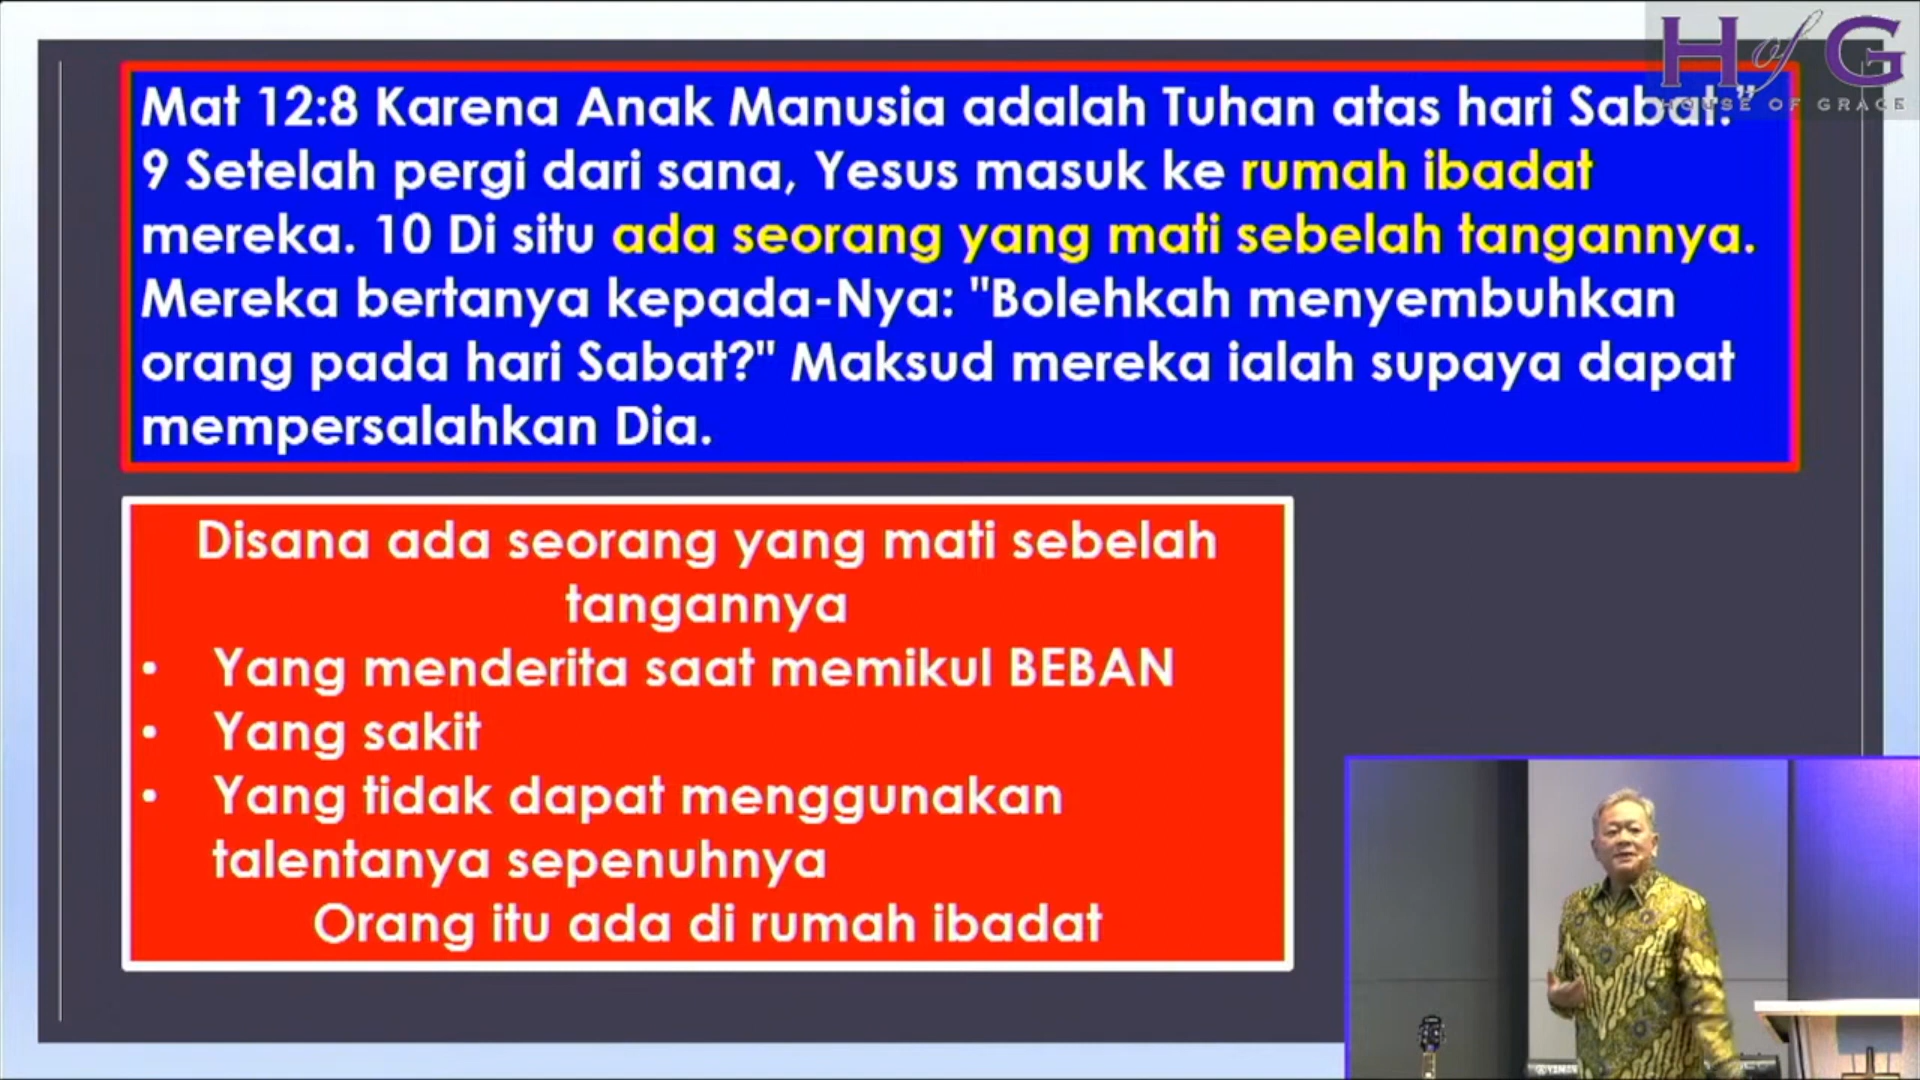 H of G
HOUSE OF GRACE
Mat 12:8 Karena Anak Manusia adalah Tuhan atas hari Sabat."
9 Setelah pergi dari sana, Yesus masuk ke rumah ibadat
mereka. 10 Di situ ada seorang yang mati sebelah tangannya.
Mereka bertanya kepada-Nya: "Bolehkah menyembuhkan
orang pada hari Sabat?" Maksud mereka ialah supaya dapat
mempersalahkan Dia.
Disana ada seorang yang mati sebelah
tangannya
• Yang menderita saat memikul BEBAN
• Yang sakit
• Yang tidak dapat menggunakan
talentanya sepenuhnya
Orang itu ada di rumah ibadat
YAMAHA